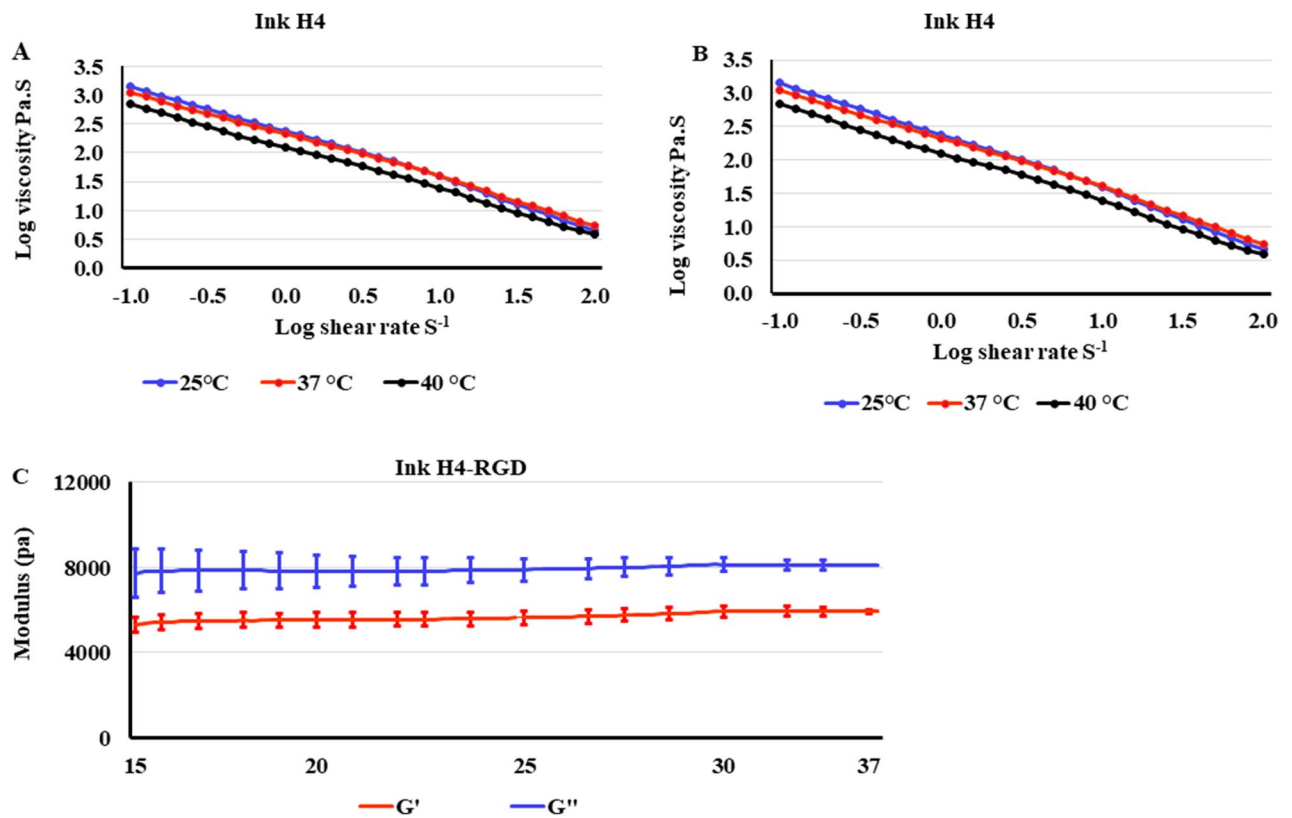 Ink H4
A
Log viscosity Pa.S
3.5
3.0
2.5
2.0
1.5
1.0
0.5
0.0
-1.0 -0.5 0.0 0.5 1.0 1.5 2.0
Log shear rate S-1
25°C 37 °C 40 °C
Ink H4
B
Log viscosity Pa.S
3.5
3.0
2.5
2.0
1.5
1.0
0.5
0.0
-1.0 -0.5 0.0 0.5 1.0 1.5 2.0
Log shear rate S-1
25°C 37 °C 40 °C
C
Ink H4-RGD
Modulus (pa)
12000
8000
4000
0
15 20 25 30 37
G' G"